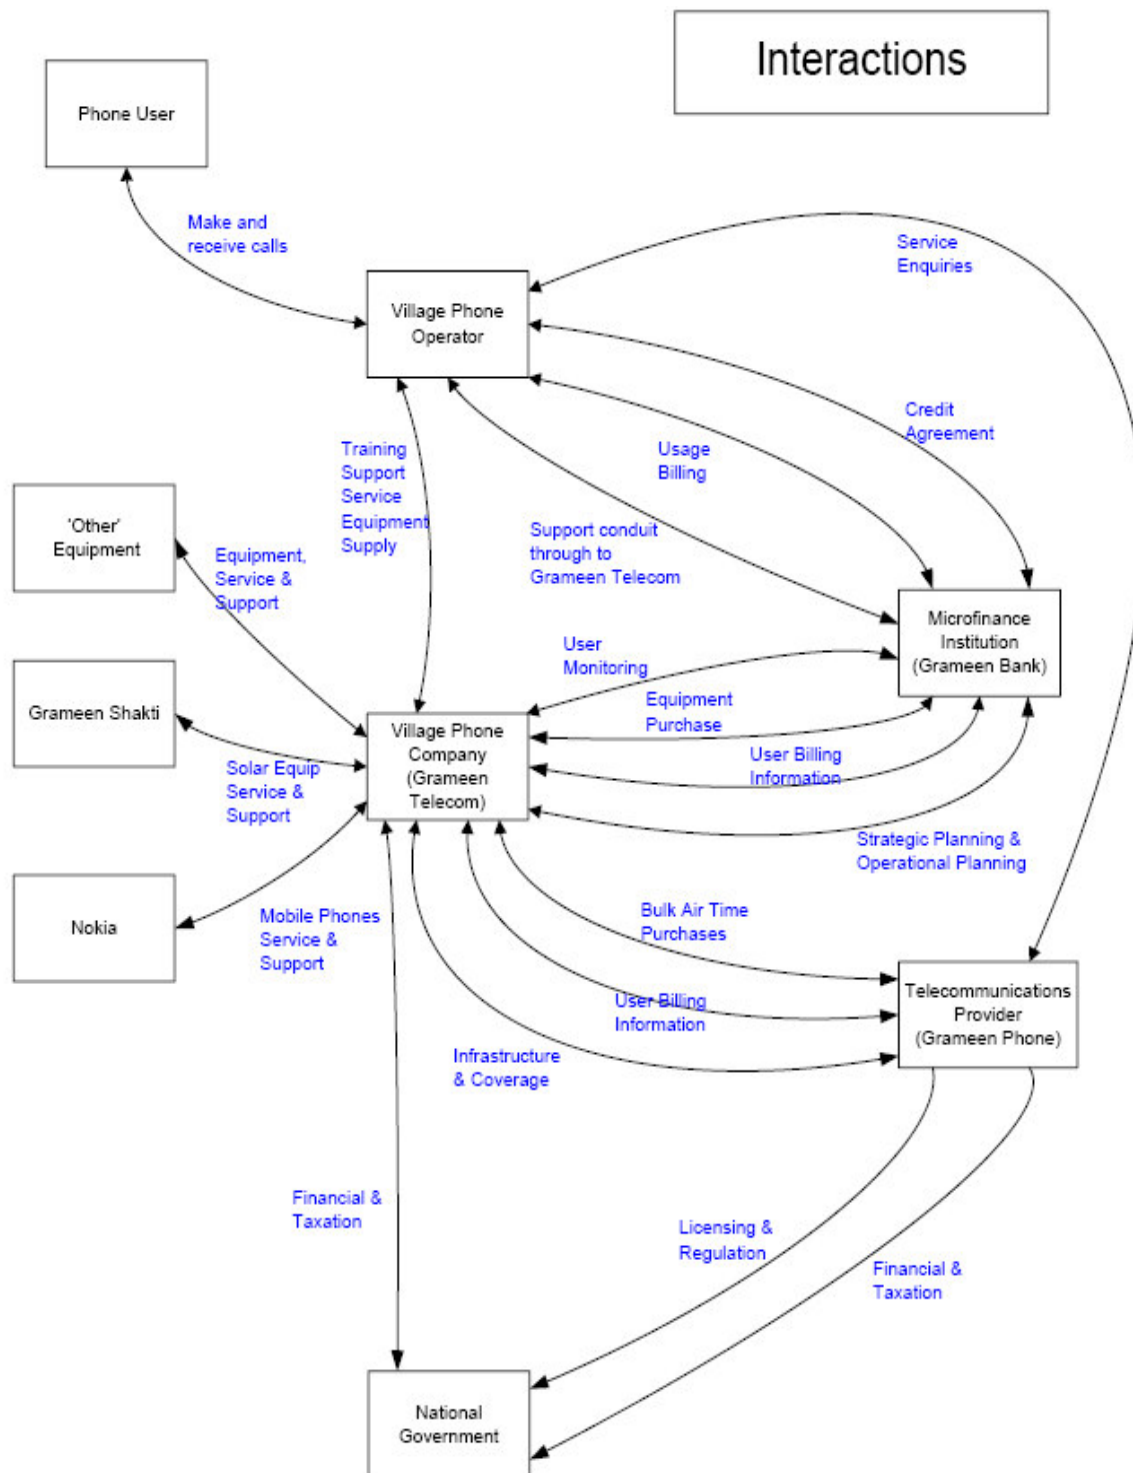 Interactions
Phone User
Make and
receive calls
Service
Enquiries
Village Phone
Operator
Credit
Agreement
Training
Support
Service
Equipment
Supply
Usage
Billing
Support conduit
through to
Grameen Telecom
'Other'
Equipment
Equipment,
Service &
Support
Microfinance
Institution
(Grameen Bank)
User
Monitoring
Grameen Shakti
Equipment
Purchase
Village Phone
Company
(Grameen
Telecom)
User Billing
Information
Solar Equip
Service &
Support
Strategic Planning &
Operational Planning
Nokia
Mobile Phones
Service &
Support
Bulk Air Time
Purchases
Telecommunications
Provider
(Grameen Phone)
User Billing
Information
Infrastructure
& Coverage
Financial &
Taxation
Licensing &
Regulation
Financial &
Taxation
National
Government